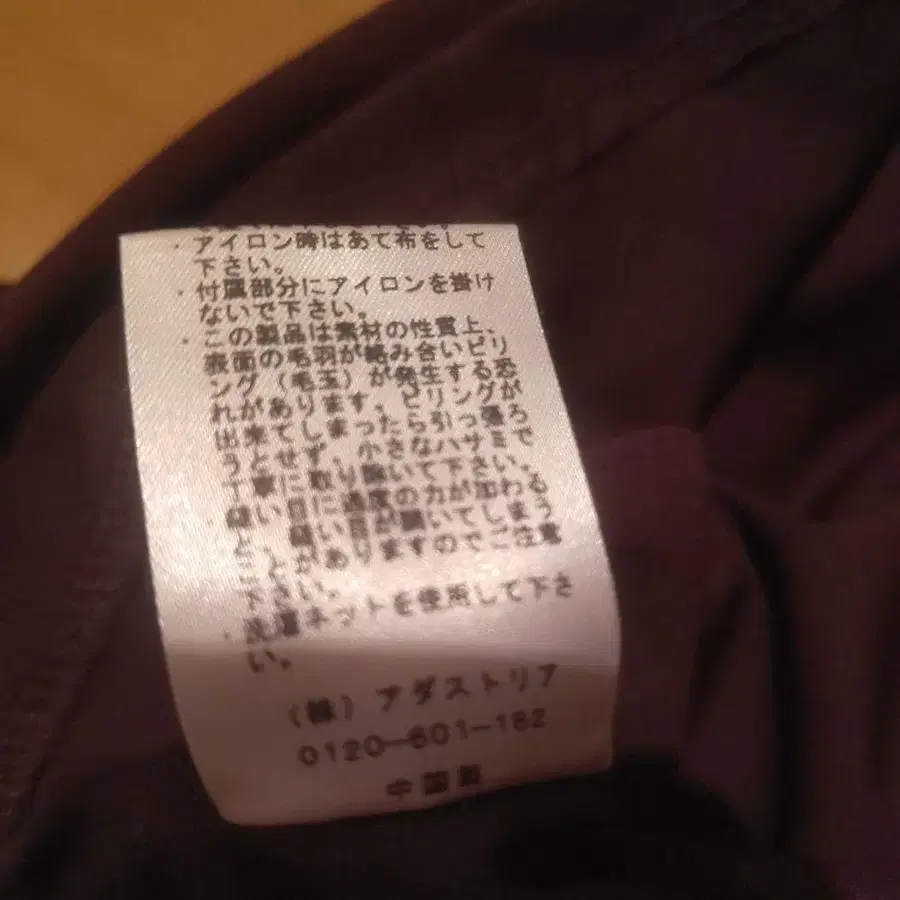 ・アイロン時はあて布をして
下さい。
・付属部分にアイロンを掛け
ないで下さい。
・この製品は素材の性質上、
表面の毛羽が絡み合いピリ
ング（毛玉）が発生する恐
れがあります。ピリングが
出来てしまったら引っ張ろ
うとせず、小さなハサミで
丁寧に取り除いて下さい。
縫い目に過度の力が加わる
と、縫い目が開いてしまう
ことがありますのでご注意
下さい。
・洗濯ネットを使用して下さ
い。
（株）アダストリア
0120-601-162
中国製